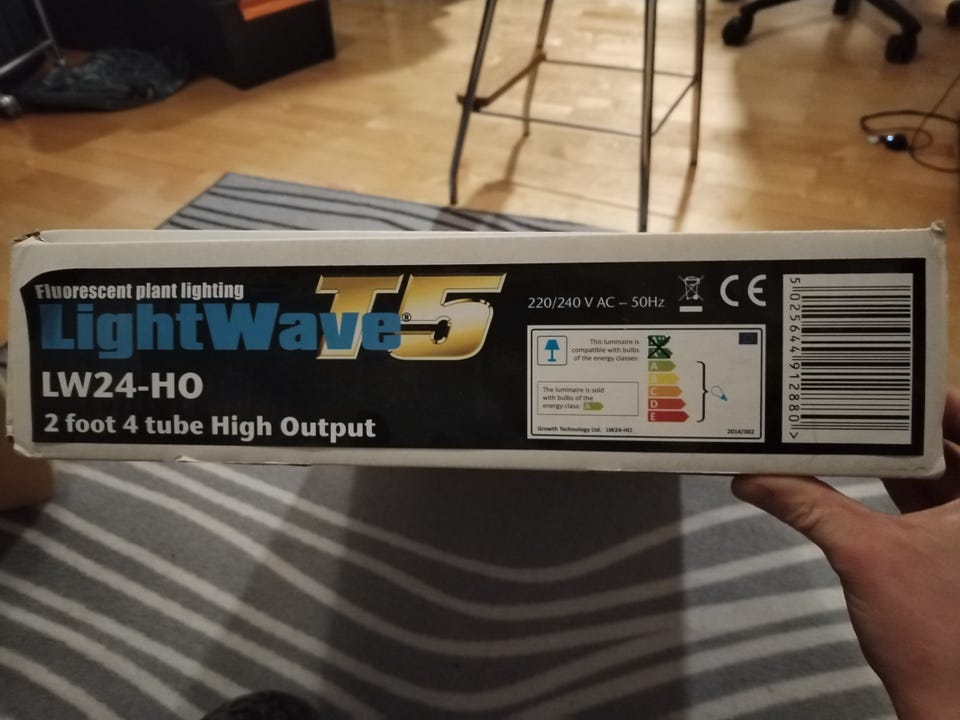 Fluorescent plant lighting
LightWave® T5
LW24-HO
2 foot 4 tube High Output
220/240 V AC – 50Hz
CE
This luminaire is
compatible with bulbs
of the energy classes:
A
B
C
D
E
The luminaire is sold
with bulbs of the
energy class: A
Growth Technology Ltd. LW24-HO
2014/002
5 025644 912880 >